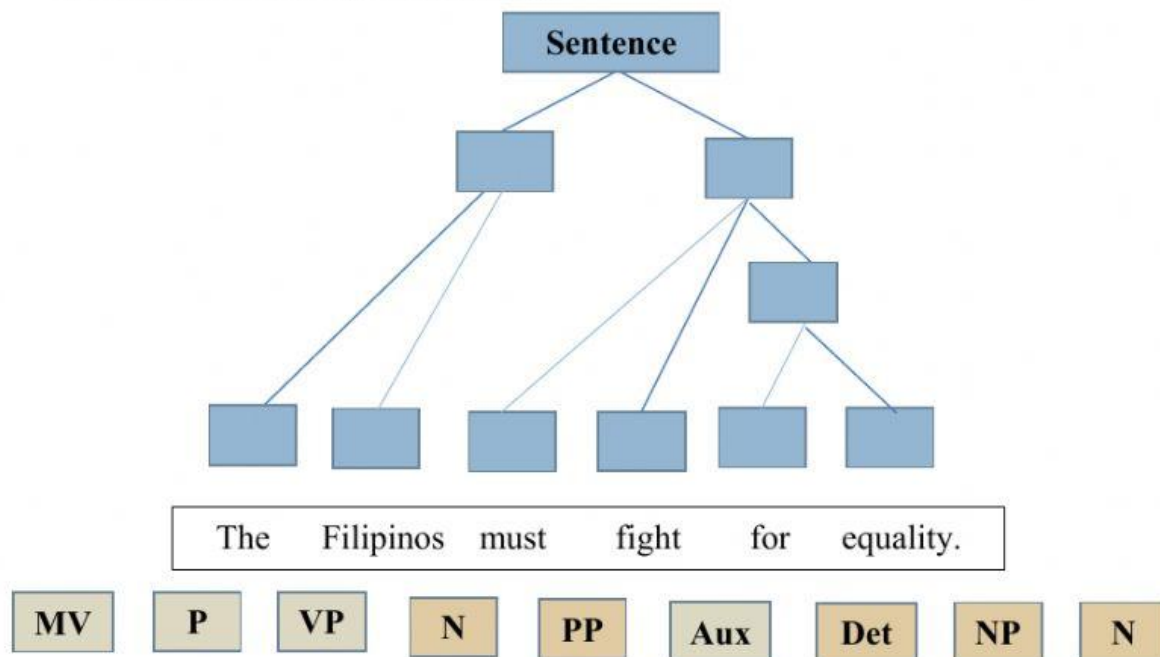 Sentence
The Filipinos must fight for equality.
MV P VP N PP Aux Det NP N